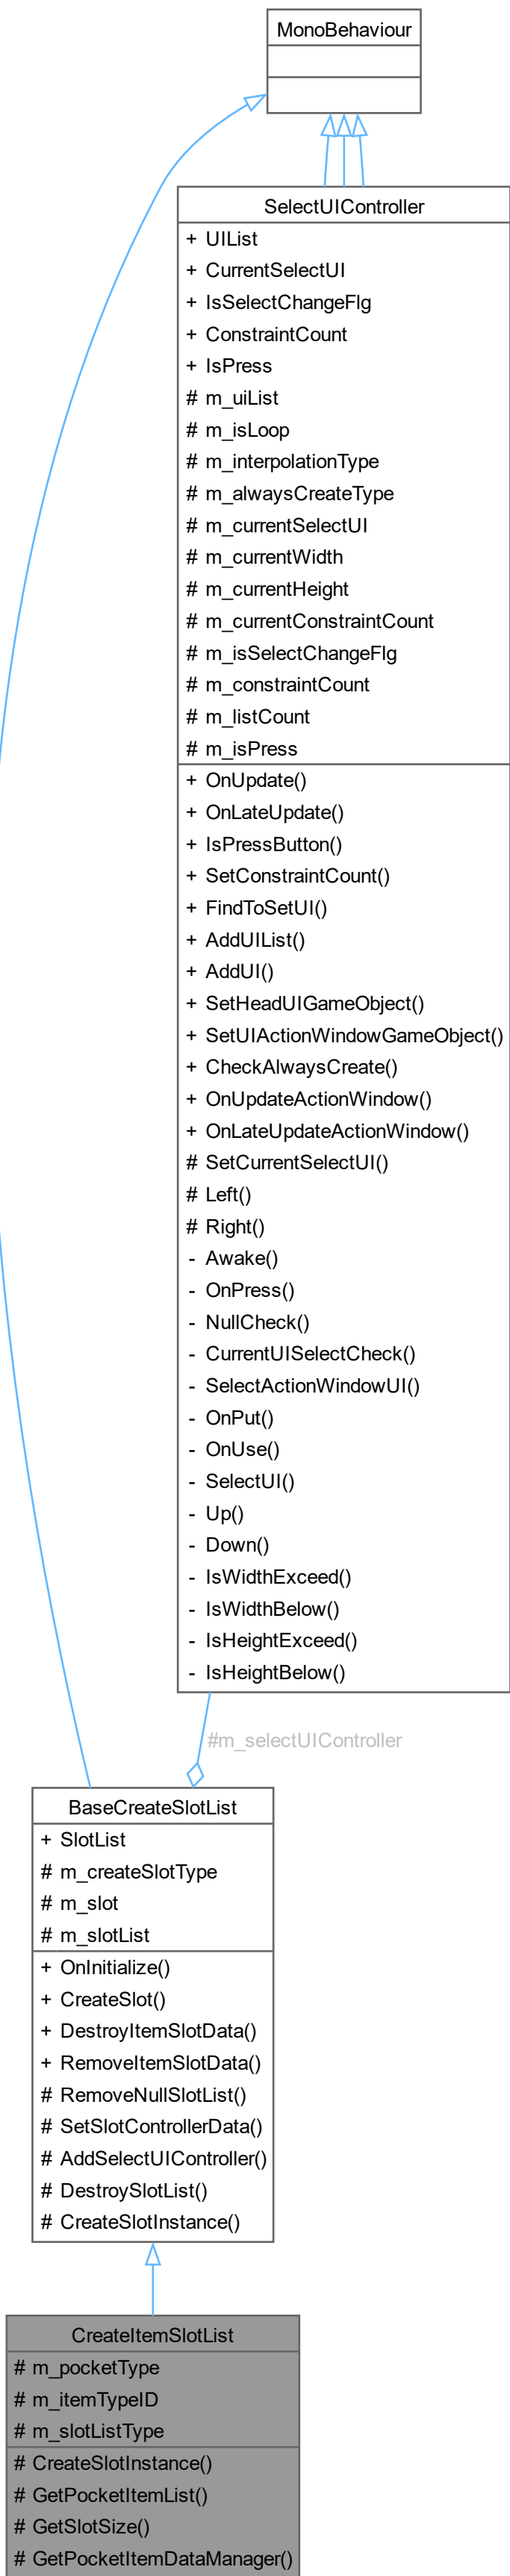 MonoBehaviour
SelectUIController
+ UIList
+ CurrentSelectUI
+ IsSelectChangeFlg
+ ConstraintCount
+ IsPress
# m_uiList
# m_isLoop
# m_interpolationType
# m_alwaysCreateType
# m_currentSelectUI
# m_currentWidth
# m_currentHeight
# m_currentConstraintCount
# m_isSelectChangeFlg
# m_constraintCount
# m_listCount
# m_isPress
+ OnUpdate()
+ OnLateUpdate()
+ IsPressButton()
+ SetConstraintCount()
+ FindToSetUI()
+ AddUIList()
+ AddUI()
+ SetHeadUIGameObject()
+ SetUIActionWindowGameObject()
+ CheckAlwaysCreate()
+ OnUpdateActionWindow()
+ OnLateUpdateActionWindow()
# SetCurrentSelectUI()
# Left()
# Right()
- Awake()
- OnPress()
- NullCheck()
- CurrentUISelectCheck()
- SelectActionWindowUI()
- OnPut()
- OnUse()
- SelectUI()
- Up()
- Down()
- IsWidthExceed()
- IsWidthBelow()
- IsHeightExceed()
- IsHeightBelow()
#m_selectUIController
BaseCreateSlotList
+ SlotList
# m_createSlotType
# m_slot
# m_slotList
+ OnInitialize()
+ CreateSlot()
+ DestroyItemSlotData()
+ RemoveItemSlotData()
# RemoveNullSlotList()
# SetSlotControllerData()
# AddSelectUIController()
# DestroySlotList()
# CreateSlotInstance()
CreateItemSlotList
# m_pocketType
# m_itemTypeID
# m_slotListType
# CreateSlotInstance()
# GetPocketItemList()
# GetSlotSize()
# GetPocketItemDataManager()